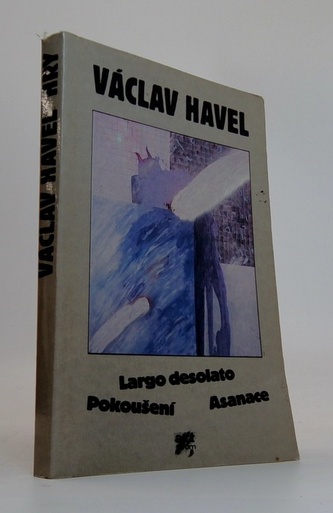 VÁCLAV HAVEL HRY
VÁCLAV HAVEL
Largo desolato
Pokoušení Asanace